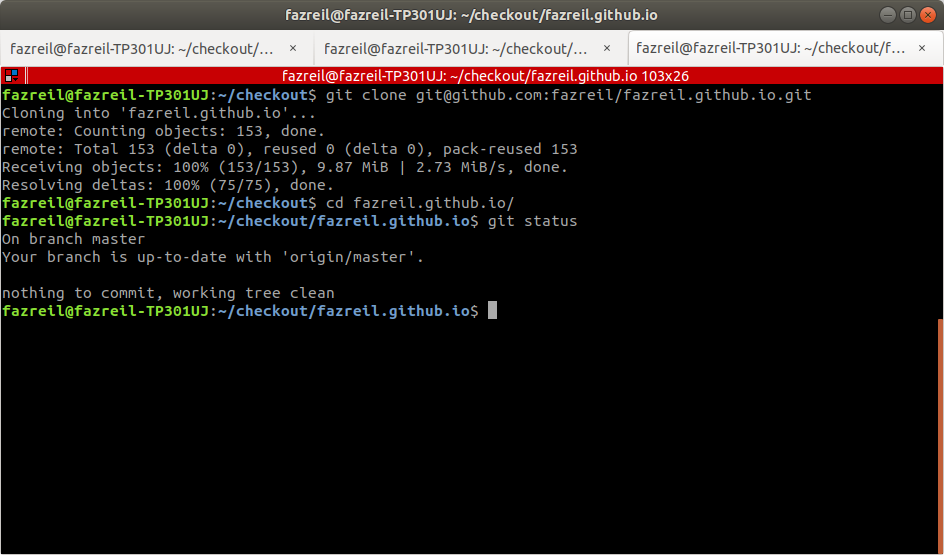 fazreil@fazreil-TP301UJ: ~/checkout/fazreil.github.io
fazreil@fazreil-TP301UJ: ~/checkout/… × fazreil@fazreil-TP301UJ: ~/checkout/… × fazreil@fazreil-TP301UJ: ~/checkout/f… ×
fazreil@fazreil-TP301UJ: ~/checkout/fazreil.github.io 103x26
fazreil@fazreil-TP301UJ:~/checkout$ git clone git@github.com:fazreil/fazreil.github.io.git
Cloning into 'fazreil.github.io'...
remote: Counting objects: 153, done.
remote: Total 153 (delta 0), reused 0 (delta 0), pack-reused 153
Receiving objects: 100% (153/153), 9.87 MiB | 2.73 MiB/s, done.
Resolving deltas: 100% (75/75), done.
fazreil@fazreil-TP301UJ:~/checkout$ cd fazreil.github.io/
fazreil@fazreil-TP301UJ:~/checkout/fazreil.github.io$ git status
On branch master
Your branch is up-to-date with 'origin/master'.
nothing to commit, working tree clean
fazreil@fazreil-TP301UJ:~/checkout/fazreil.github.io$